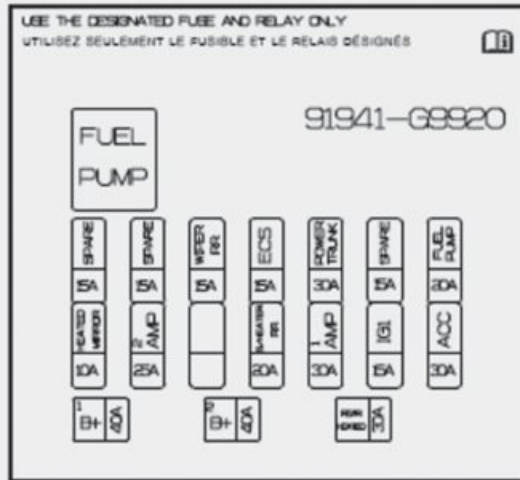 USE THE DESIGNATED FUSE AND RELAY ONLY
UTILISEZ SEULEMENT LE FUSIBLE ET LE RELAIS DÉSIGNÉS
91941-G9920
FUEL
PUMP
SPARE 15A
SPARE 15A
WIPER RR 15A
ECS 15A
POWER TRUNK 30A
SPARE 15A
FUEL PUMP 20A
HEATED MIRROR 10A
2 AMP 25A
S/HEATER RR 20A
1 AMP 30A
IG1 15A
ACC 30A
1 B+ 40A
2 B+ 40A
REAR HEATED 30A